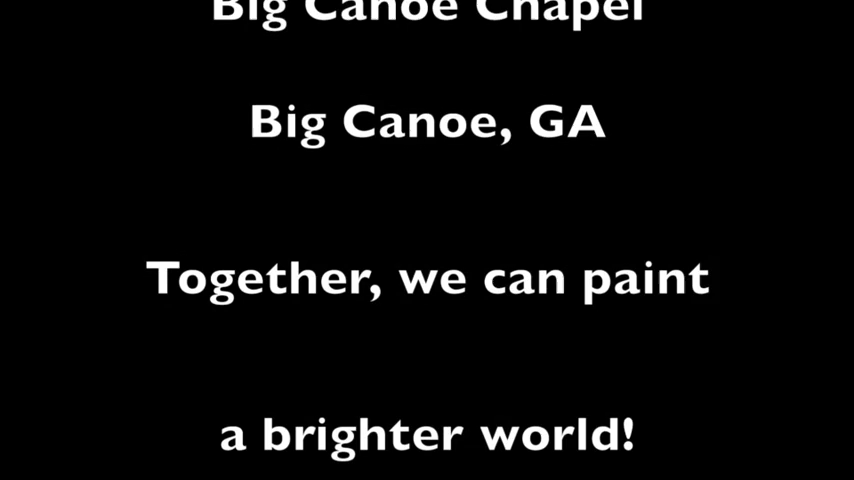 Big Canoe Chapel
Big Canoe, GA
Together, we can paint
a brighter world!